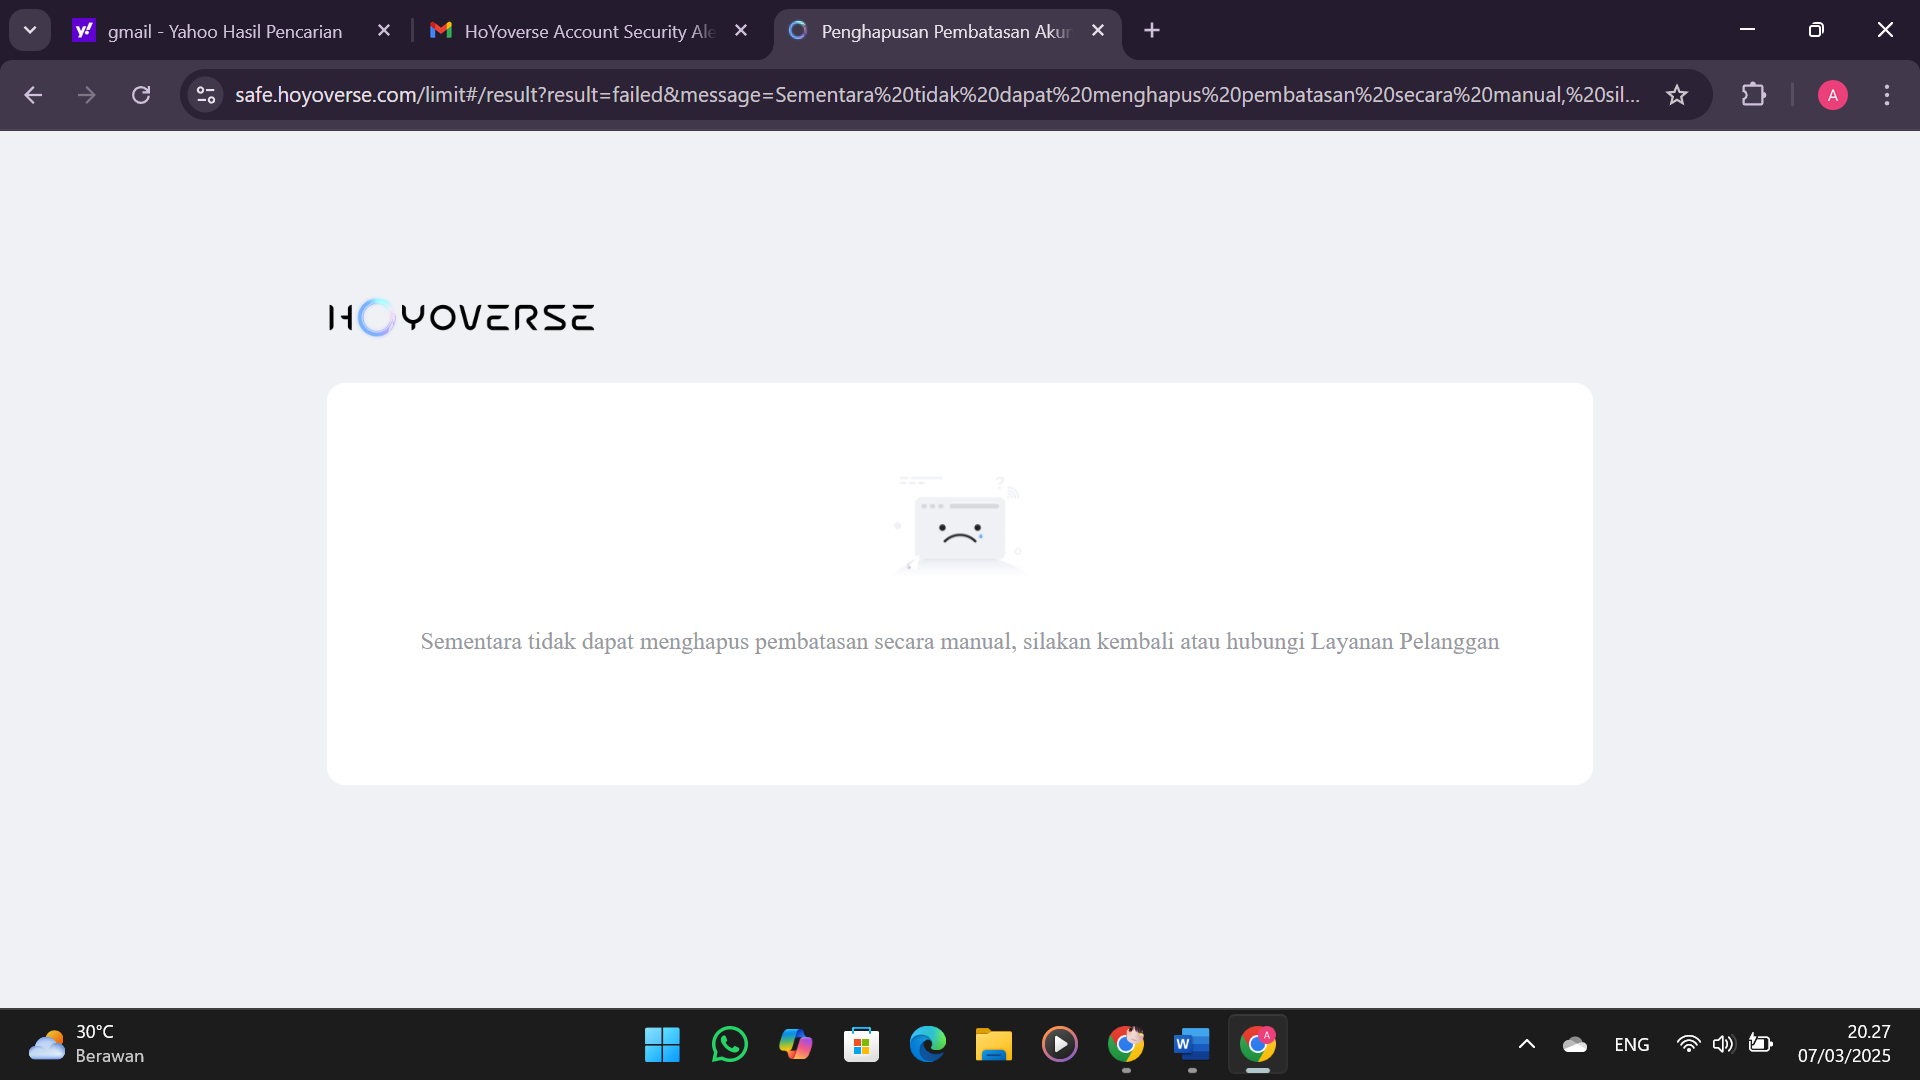 gmail - Yahoo Hasil Pencarian
HoYoverse Account Security Ale
Penghapusan Pembatasan Akun
safe.hoyoverse.com/limit#/result?result=failed&message=Sementara%20tidak%20dapat%20menghapus%20pembatasan%20secara%20manual,%20sil...
A
HOYOVERSE
Sementara tidak dapat menghapus pembatasan secara manual, silakan kembali atau hubungi Layanan Pelanggan
30°C
Berawan
ENG
20.27
07/03/2025